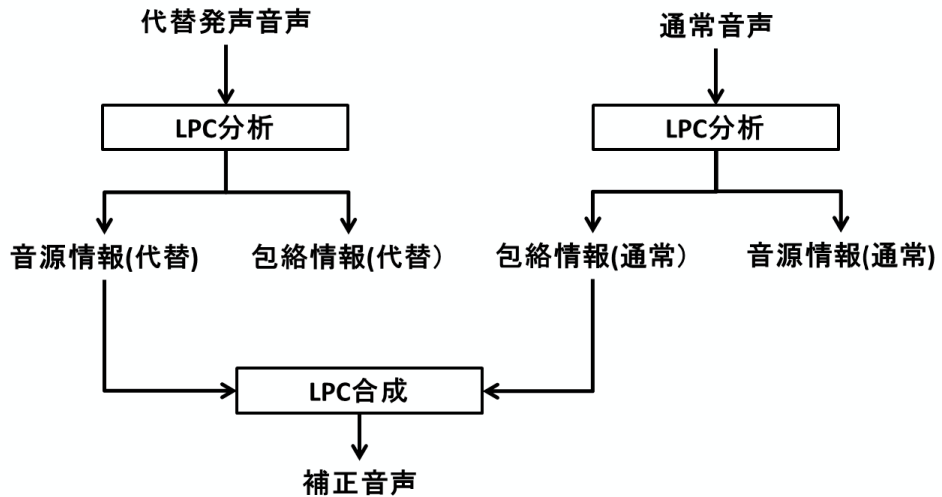 代替発声音声
通常音声
LPC分析
LPC分析
音源情報(代替)
包絡情報(代替）
包絡情報(通常）
音源情報(通常)
LPC合成
補正音声